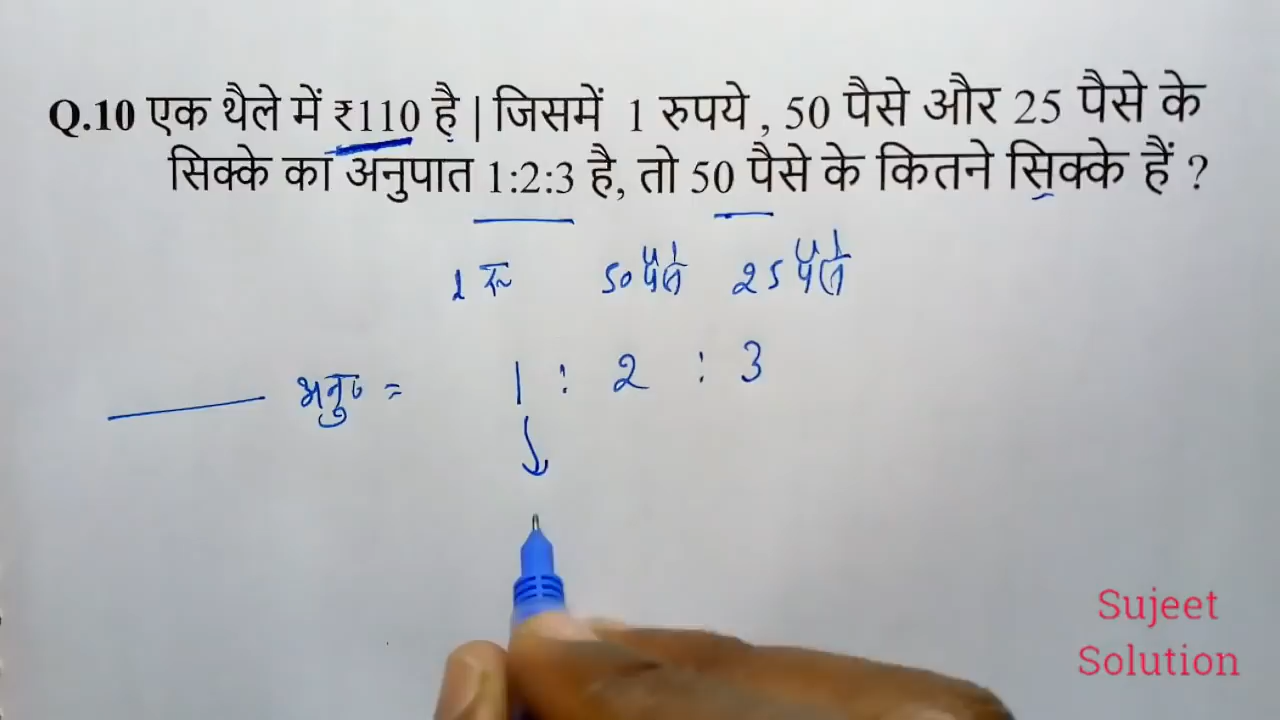 Q.10 एक थैले में ₹110 है | जिसमें 1 रुपये , 50 पैसे और 25 पैसे के
सिक्के का अनुपात 1:2:3 है, तो 50 पैसे के कितने सिक्के हैं ?
1 रु 50 पैसे 25 पैसे
अनु = 1 : 2 : 3
Sujeet
Solution